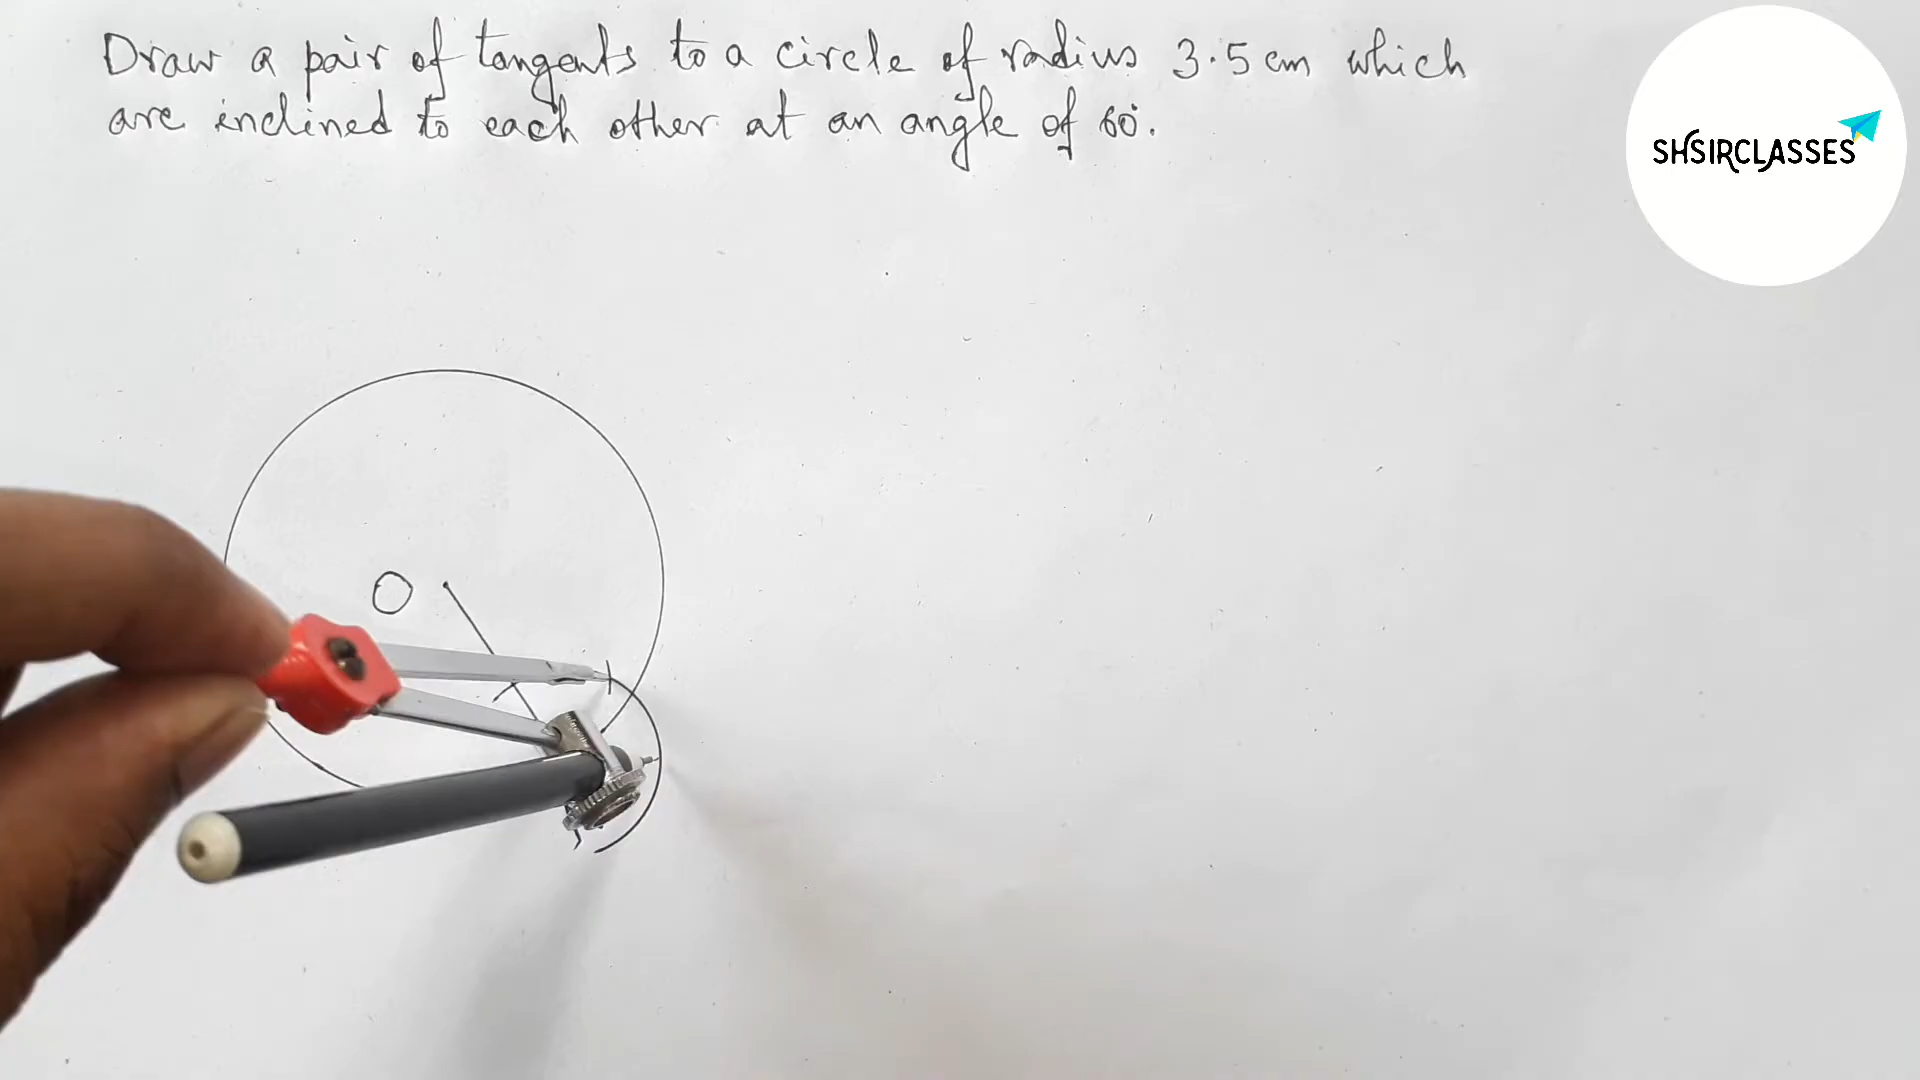 Draw a pair of tangents to a circle of radius 3.5 cm which
are inclined to each other at an angle of 60°.
SHSIRCLASSES
O